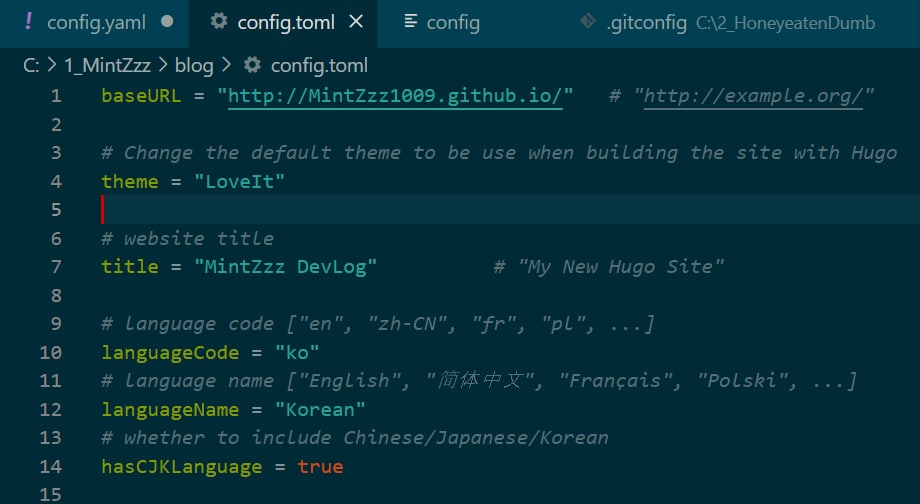 ! config.yaml
config.toml
config
.gitconfig C:\2_HoneyeatenDumb
C: > 1_MintZzz > blog > config.toml
1 baseURL = "http://MintZzz1009.github.io/" # "http://example.org/"
2
3 # Change the default theme to be use when building the site with Hugo
4 theme = "LoveIt"
5
6 # website title
7 title = "MintZzz DevLog" # "My New Hugo Site"
8
9 # language code ["en", "zh-CN", "fr", "pl", ...]
10 languageCode = "ko"
11 # language name ["English", "简体中文", "Français", "Polski", ...]
12 languageName = "Korean"
13 # whether to include Chinese/Japanese/Korean
14 hasCJKLanguage = true
15